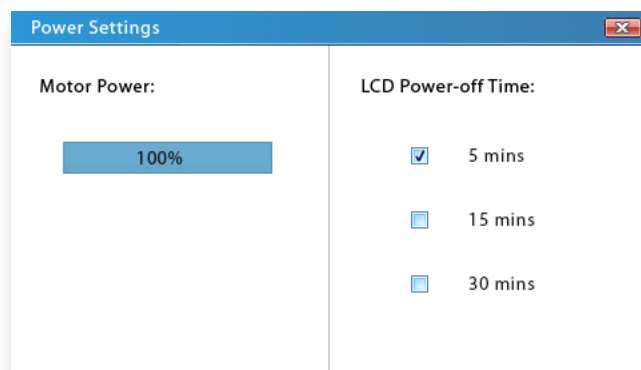 Power Settings
Motor Power:
100%
LCD Power-off Time:
5 mins
15 mins
30 mins